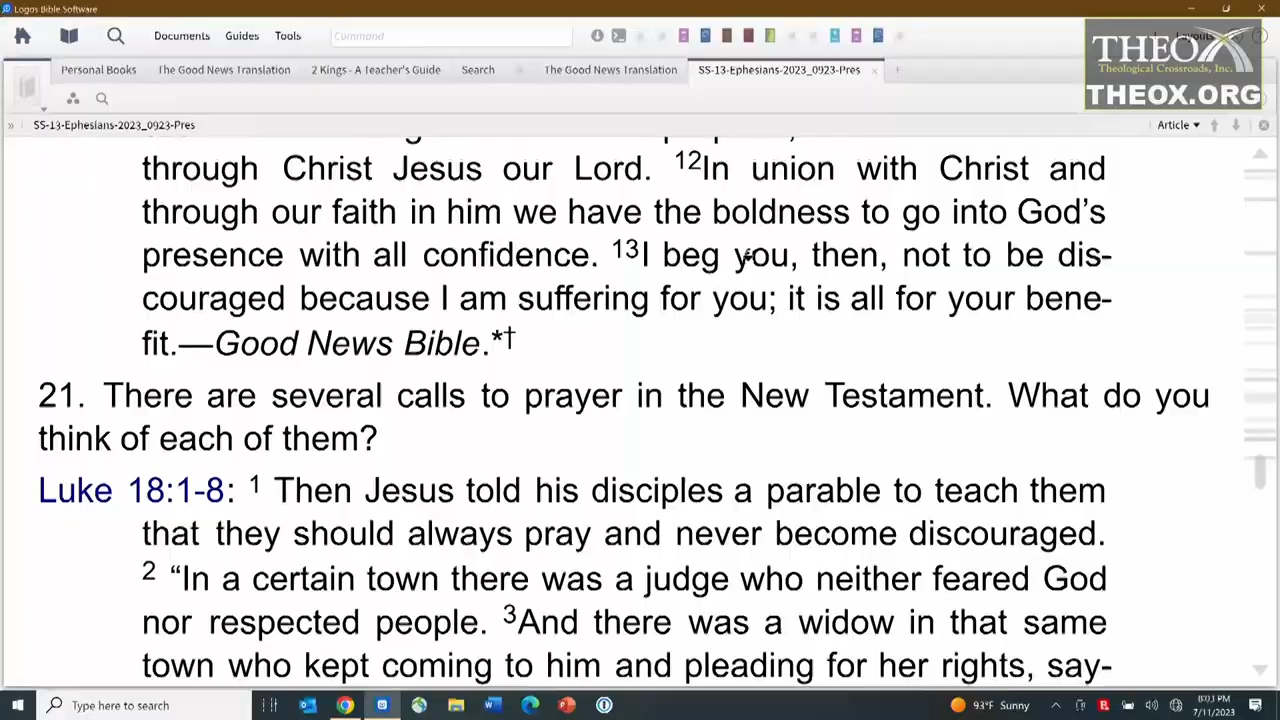 Logos Bible Software
Documents Guides Tools Command
THEOX
Theological Crossroads, Inc.
THEOX.ORG
Personal Books The Good News Translation 2 Kings - A Teacher's The Good News Translation SS-13-Ephesians-2023_0923-Pres
SS-13-Ephesians-2023_0923-Pres Article
through Christ Jesus our Lord. 12In union with Christ and
through our faith in him we have the boldness to go into God's
presence with all confidence. 13I beg you, then, not to be dis-
couraged because I am suffering for you; it is all for your bene-
fit.—Good News Bible.*†
21. There are several calls to prayer in the New Testament. What do you
think of each of them?
Luke 18:1-8: 1 Then Jesus told his disciples a parable to teach them
that they should always pray and never become discouraged.
2 “In a certain town there was a judge who neither feared God
nor respected people. 3And there was a widow in that same
town who kept coming to him and pleading for her rights, say-
Type here to search
93°F Sunny
8:03 PM
7/11/2023